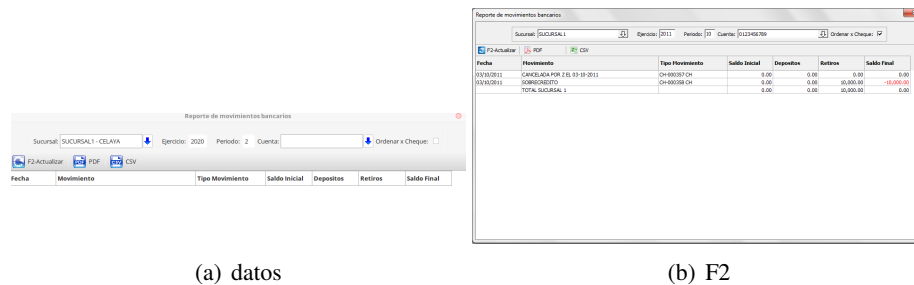 Reporte de movimientos bancarios
Sucursal: SUCURSAL1 - CELAYA Ejercicio: 2020 Periodo: 2 Cuenta: Ordenar x Cheque:
F2-Actualizar PDF PDF CSV CSV
Fecha Movimiento Tipo Movimiento Saldo Inicial Depositos Retiros Saldo Final
(a) datos
Reporte de movimientos bancarios
Sucursal: SUCURSAL1 Ejercicio: 2011 Periodo: 10 Cuenta: 0123456789 Ordenar x Cheque:
F2-Actualizar PDF CSV
Fecha Movimiento Tipo Movimiento Saldo Inicial Depositos Retiros Saldo Final
03/10/2011 CANCELADA POR Z EL 03-10-2011 CH-000357 CH 0.00 0.00 0.00 0.00
03/10/2011 SOBRECREDITO CH-000358 CH 0.00 0.00 10,000.00 -10,000.00
TOTAL SUCURSAL 1 0.00 0.00 10,000.00 0.00
(b) F2